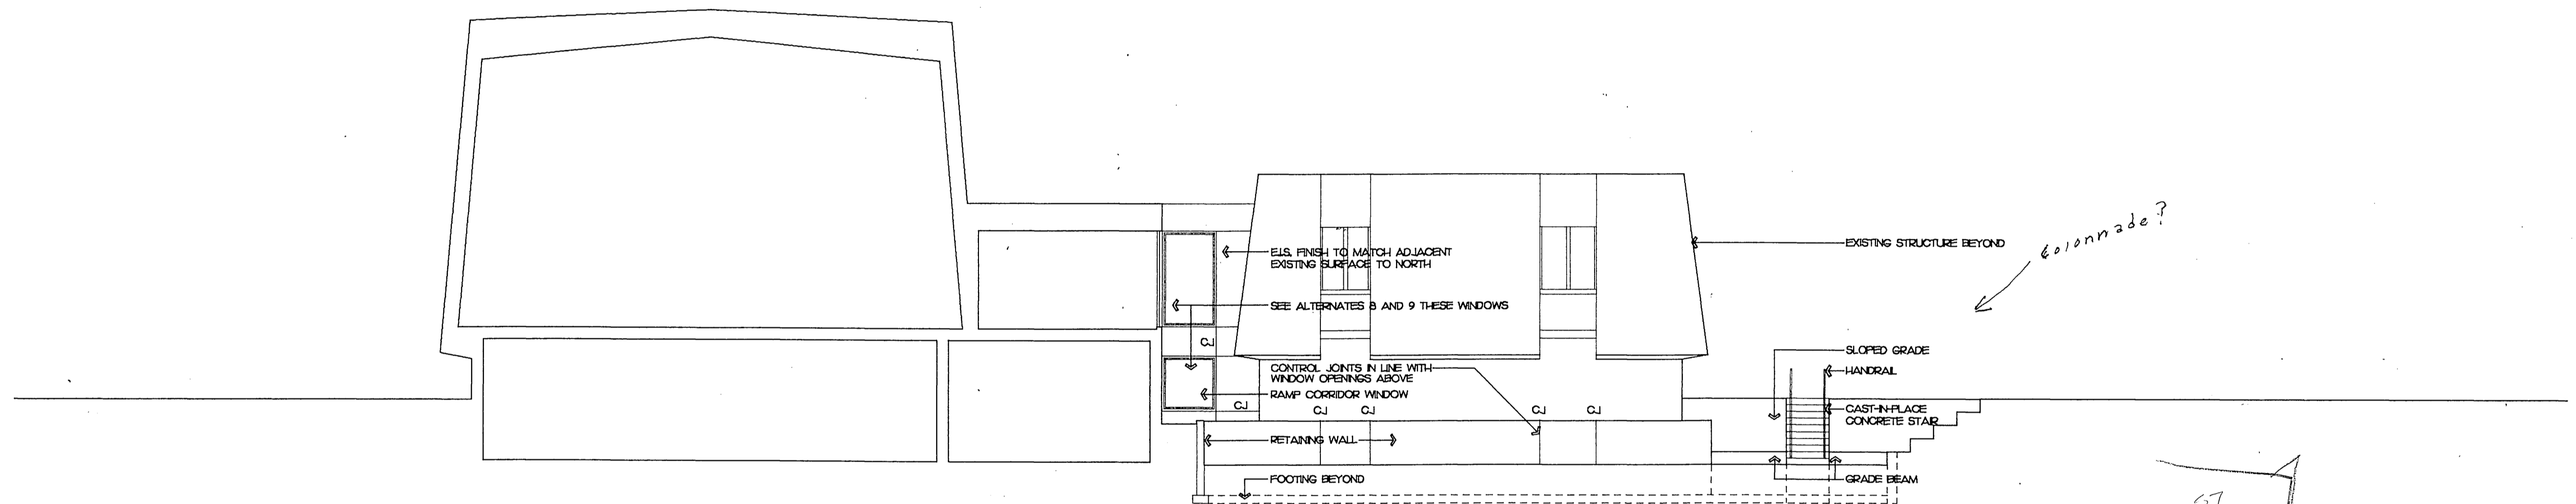 E.I.S. FINISH TO MATCH ADJACENT
EXISTING SURFACE TO NORTH
SEE ALTERNATES 8 AND 9 THESE WINDOWS
CJ
CONTROL JOINTS IN LINE WITH
WINDOW OPENINGS ABOVE
RAMP CORRIDOR WINDOW
CJ
CJ CJ CJ CJ
RETAINING WALL
FOOTING BEYOND
EXISTING STRUCTURE BEYOND
colonnade?
SLOPED GRADE
HANDRAIL
CAST-IN-PLACE
CONCRETE STAIR
GRADE BEAM